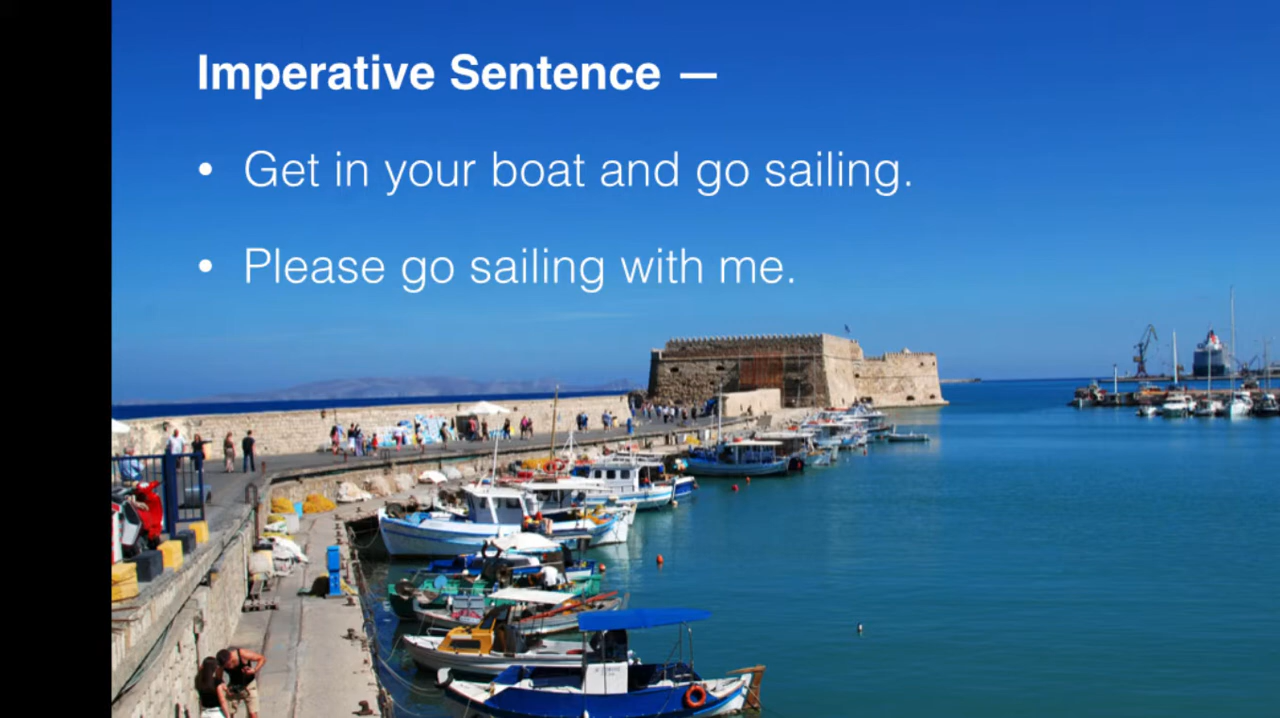 Imperative Sentence —
• Get in your boat and go sailing.
• Please go sailing with me.